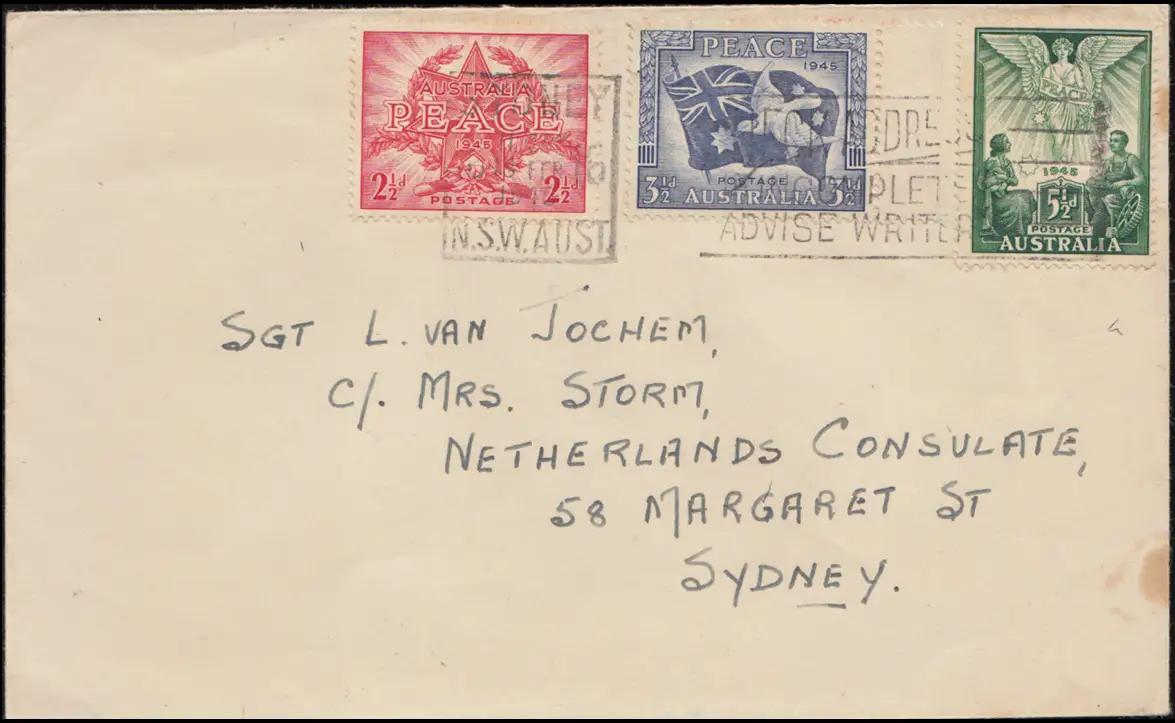 AUSTRALIA
PEACE
1945
2½d 2½d
POSTAGE
PEACE
1945
POSTAGE
3½d AUSTRALIA 3½d
PEACE
1945
5½d
POSTAGE
AUSTRALIA
N.S.W. AUST.
ADVISE WRITER
SGT L. VAN JOCHEM,
C/. MRS. STORM,
NETHERLANDS CONSULATE,
58 MARGARET ST
SYDNEY.